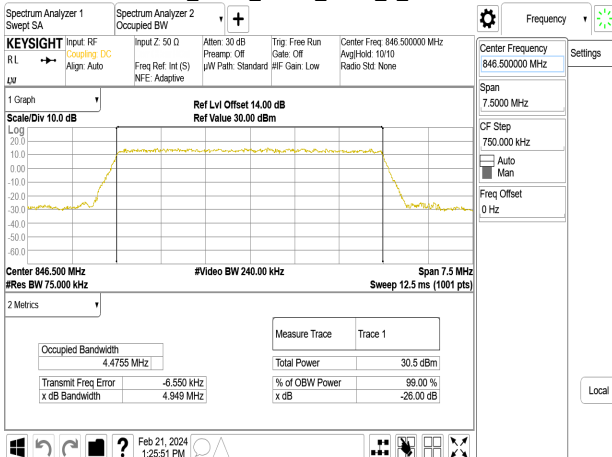 Spectrum Analyzer 1
Swept SA
Spectrum Analyzer 2
Occupied BW
+
Frequency
KEYSIGHT
RL
LXI
Input: RF
Coupling: DC
Align: Auto
Input Z: 50 Ω
Freq Ref: Int (S)
NFE: Adaptive
Atten: 30 dB
Preamp: Off
µW Path: Standard
Trig: Free Run
Gate: Off
#IF Gain: Low
Center Freq: 846.500000 MHz
Avg|Hold: 10/10
Radio Std: None
Center Frequency
846.500000 MHz
Settings
Span
7.5000 MHz
CF Step
750.000 kHz
Auto
Man
Freq Offset
0 Hz
Local
1 Graph
Scale/Div 10.0 dB
Ref Lvl Offset 14.00 dB
Ref Value 30.00 dBm
Log
20.0
10.0
0.00
-10.0
-20.0
-30.0
-40.0
-50.0
-60.0
Center 846.500 MHz
#Video BW 240.00 kHz
Span 7.5 MHz
#Res BW 75.000 kHz
Sweep 12.5 ms (1001 pts)
2 Metrics
Measure Trace
Trace 1
Occupied Bandwidth
4.4755 MHz
Total Power
30.5 dBm
Transmit Freq Error
-6.550 kHz
% of OBW Power
99.00 %
x dB Bandwidth
4.949 MHz
x dB
-26.00 dB
?
Feb 21, 2024
1:25:51 PM